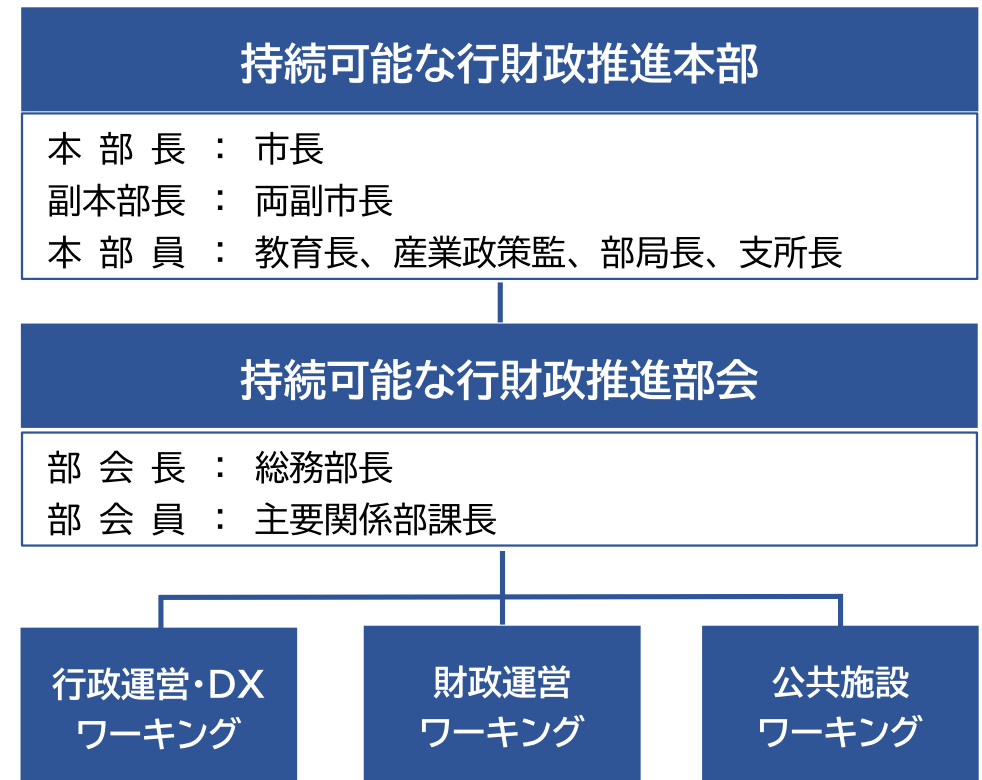 持続可能な行財政推進本部
本部長：市長
副本部長：両副市長
本部員：教育長、産業政策監、部局長、支所長
持続可能な行財政推進部会
部会長：総務部長
部会員：主要関係部課長
行政運営・DX
ワーキング
財政運営
ワーキング
公共施設
ワーキング